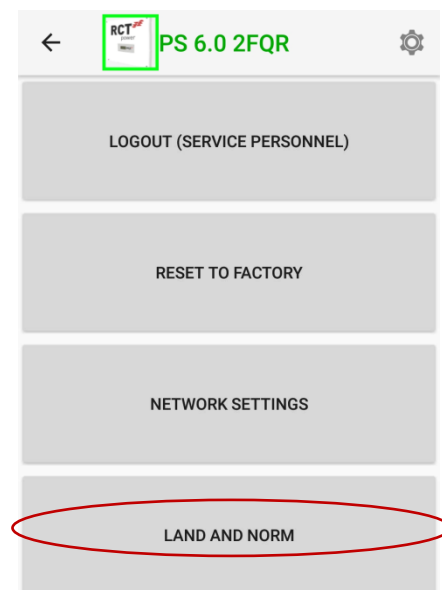 RCT
power
PS 6.0 2FQR
LOGOUT (SERVICE PERSONNEL)
RESET TO FACTORY
NETWORK SETTINGS
LAND AND NORM